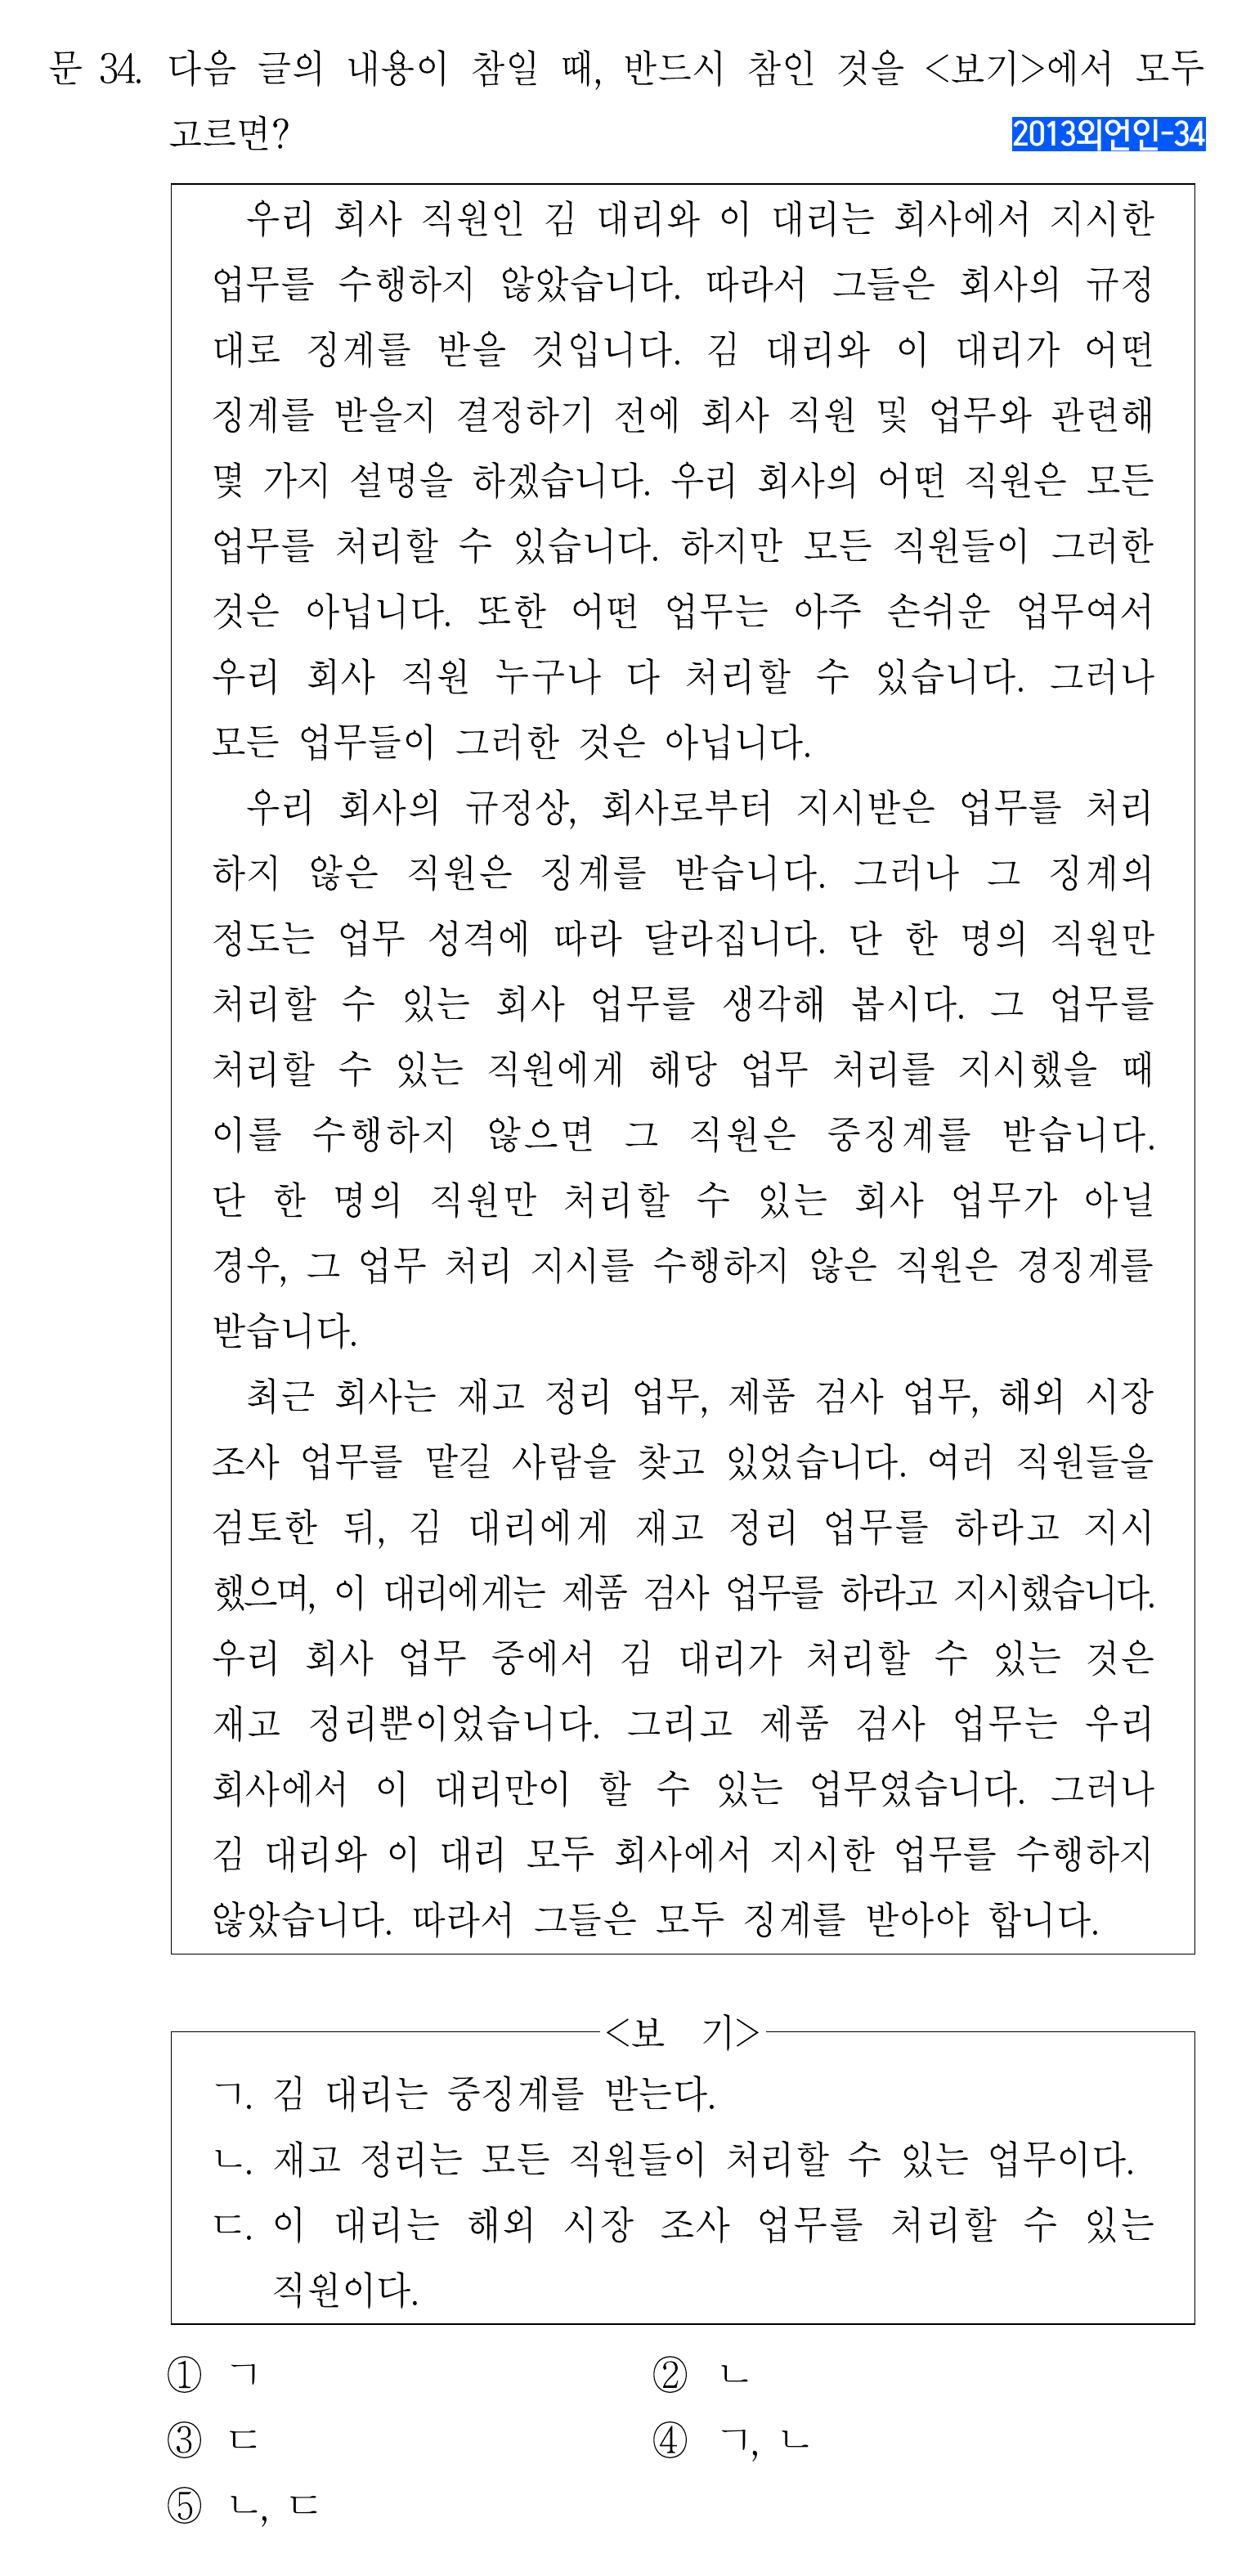 문 34. 다음 글의 내용이 참일 때, 반드시 참인 것을 <보기>에서 모두
고르면?
2013외언인-34
우리 회사 직원인 김 대리와 이 대리는 회사에서 지시한
업무를 수행하지 않았습니다. 따라서 그들은 회사의 규정
대로 징계를 받을 것입니다. 김 대리와 이 대리가 어떤
징계를 받을지 결정하기 전에 회사 직원 및 업무와 관련해
몇 가지 설명을 하겠습니다. 우리 회사의 어떤 직원은 모든
업무를 처리할 수 있습니다. 하지만 모든 직원들이 그러한
것은 아닙니다. 또한 어떤 업무는 아주 손쉬운 업무여서
우리 회사 직원 누구나 다 처리할 수 있습니다. 그러나
모든 업무들이 그러한 것은 아닙니다.
우리 회사의 규정상, 회사로부터 지시받은 업무를 처리
하지 않은 직원은 징계를 받습니다. 그러나 그 징계의
정도는 업무 성격에 따라 달라집니다. 단 한 명의 직원만
처리할 수 있는 회사 업무를 생각해 봅시다. 그 업무를
처리할 수 있는 직원에게 해당 업무 처리를 지시했을 때
이를 수행하지 않으면 그 직원은 중징계를 받습니다.
단 한 명의 직원만 처리할 수 있는 회사 업무가 아닐
경우, 그 업무 처리 지시를 수행하지 않은 직원은 경징계를
받습니다.
최근 회사는 재고 정리 업무, 제품 검사 업무, 해외 시장
조사 업무를 맡길 사람을 찾고 있었습니다. 여러 직원들을
검토한 뒤, 김 대리에게 재고 정리 업무를 하라고 지시
했으며, 이 대리에게는 제품 검사 업무를 하라고 지시했습니다.
우리 회사 업무 중에서 김 대리가 처리할 수 있는 것은
재고 정리뿐이었습니다. 그리고 제품 검사 업무는 우리
회사에서 이 대리만이 할 수 있는 업무였습니다. 그러나
김 대리와 이 대리 모두 회사에서 지시한 업무를 수행하지
않았습니다. 따라서 그들은 모두 징계를 받아야 합니다.
<보 기>
ㄱ. 김 대리는 중징계를 받는다.
ㄴ. 재고 정리는 모든 직원들이 처리할 수 있는 업무이다.
ㄷ. 이 대리는 해외 시장 조사 업무를 처리할 수 있는
직원이다.
① ㄱ ② ㄴ
③ ㄷ ④ ㄱ, ㄴ
⑤ ㄴ, ㄷ